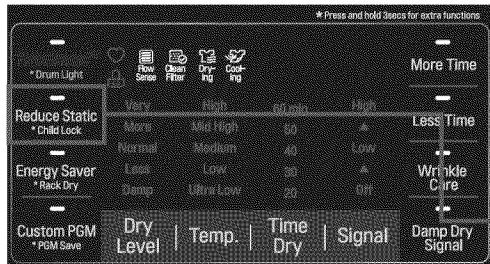 * Press and hold 3secs for extra functions
* Drum Light
Flow Sense
Clean Filter
Dry-ing
Cool-ing
More Time
Reduce Static
* Child Lock
Very High 60 min High
More Mid High 50
Less Time
Normal Medium 40 Low
Energy Saver
* Rack Dry
Less Low 30
Damp Ultra Low 20 Off
Wrinkle Care
Custom PGM
* PGM Save
Dry Level
Temp.
Time Dry
Signal
Damp Dry Signal